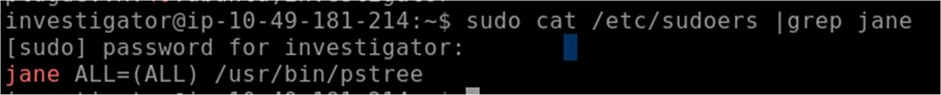 investigator@ip-10-49-181-214:~$ sudo cat /etc/sudoers |grep jane
[sudo] password for investigator:
jane ALL=(ALL) /usr/bin/pstree